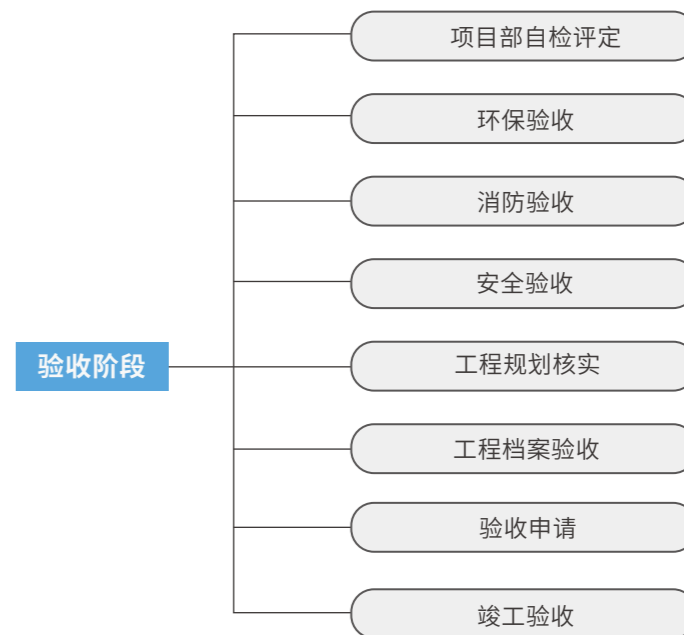 项目部自检评定
环保验收
消防验收
安全验收
验收阶段
工程规划核实
工程档案验收
验收申请
竣工验收